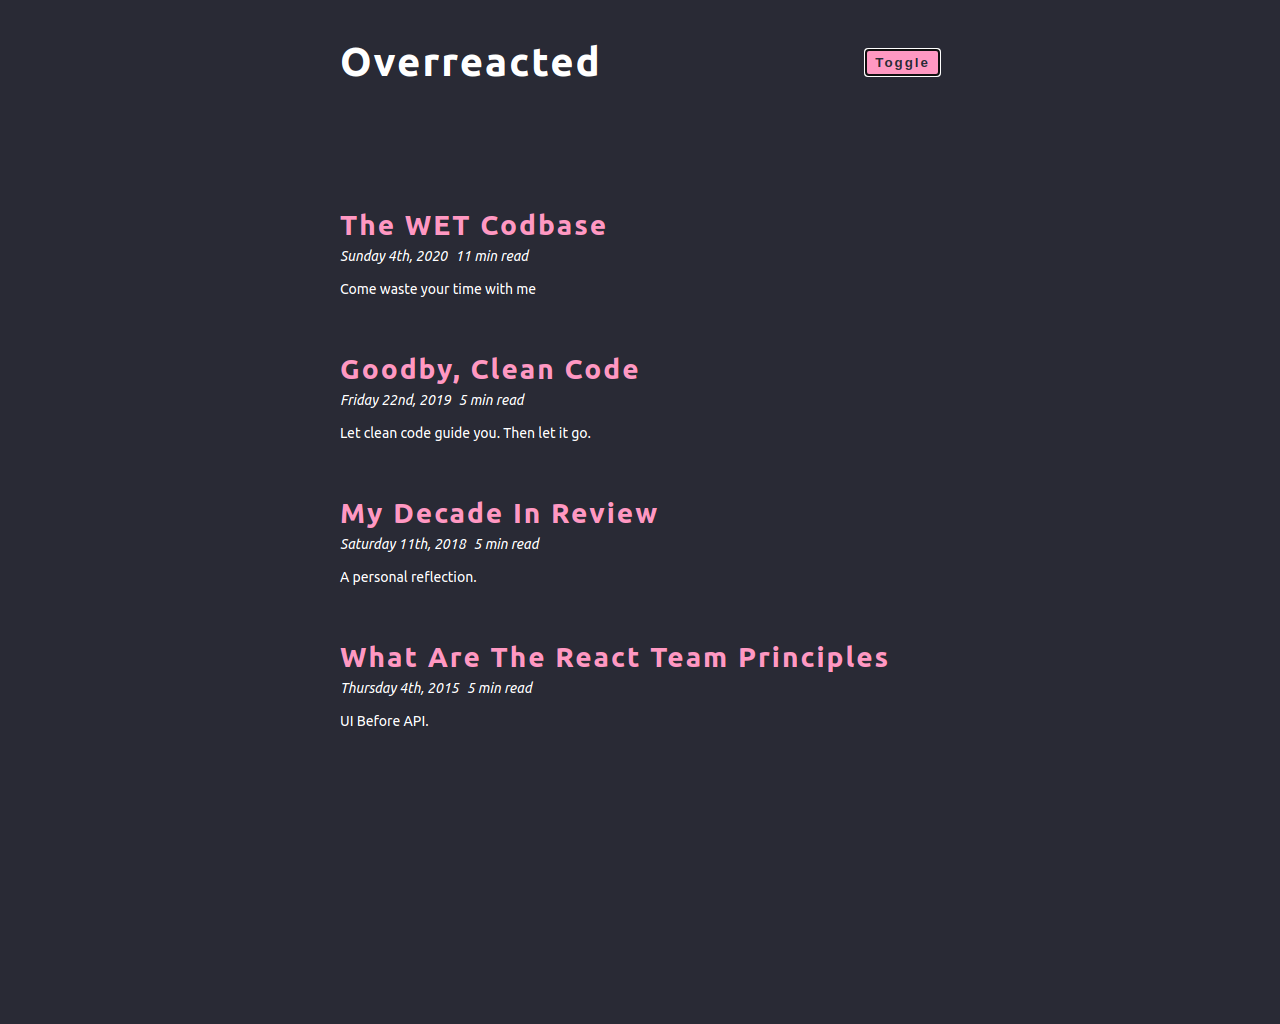 Overreacted
Toggle
The WET Codbase
Sunday 4th, 2020 11 min read
Come waste your time with me
Goodby, Clean Code
Friday 22nd, 2019 5 min read
Let clean code guide you. Then let it go.
My Decade In Review
Saturday 11th, 2018 5 min read
A personal reflection.
What Are The React Team Principles
Thursday 4th, 2015 5 min read
UI Before API.